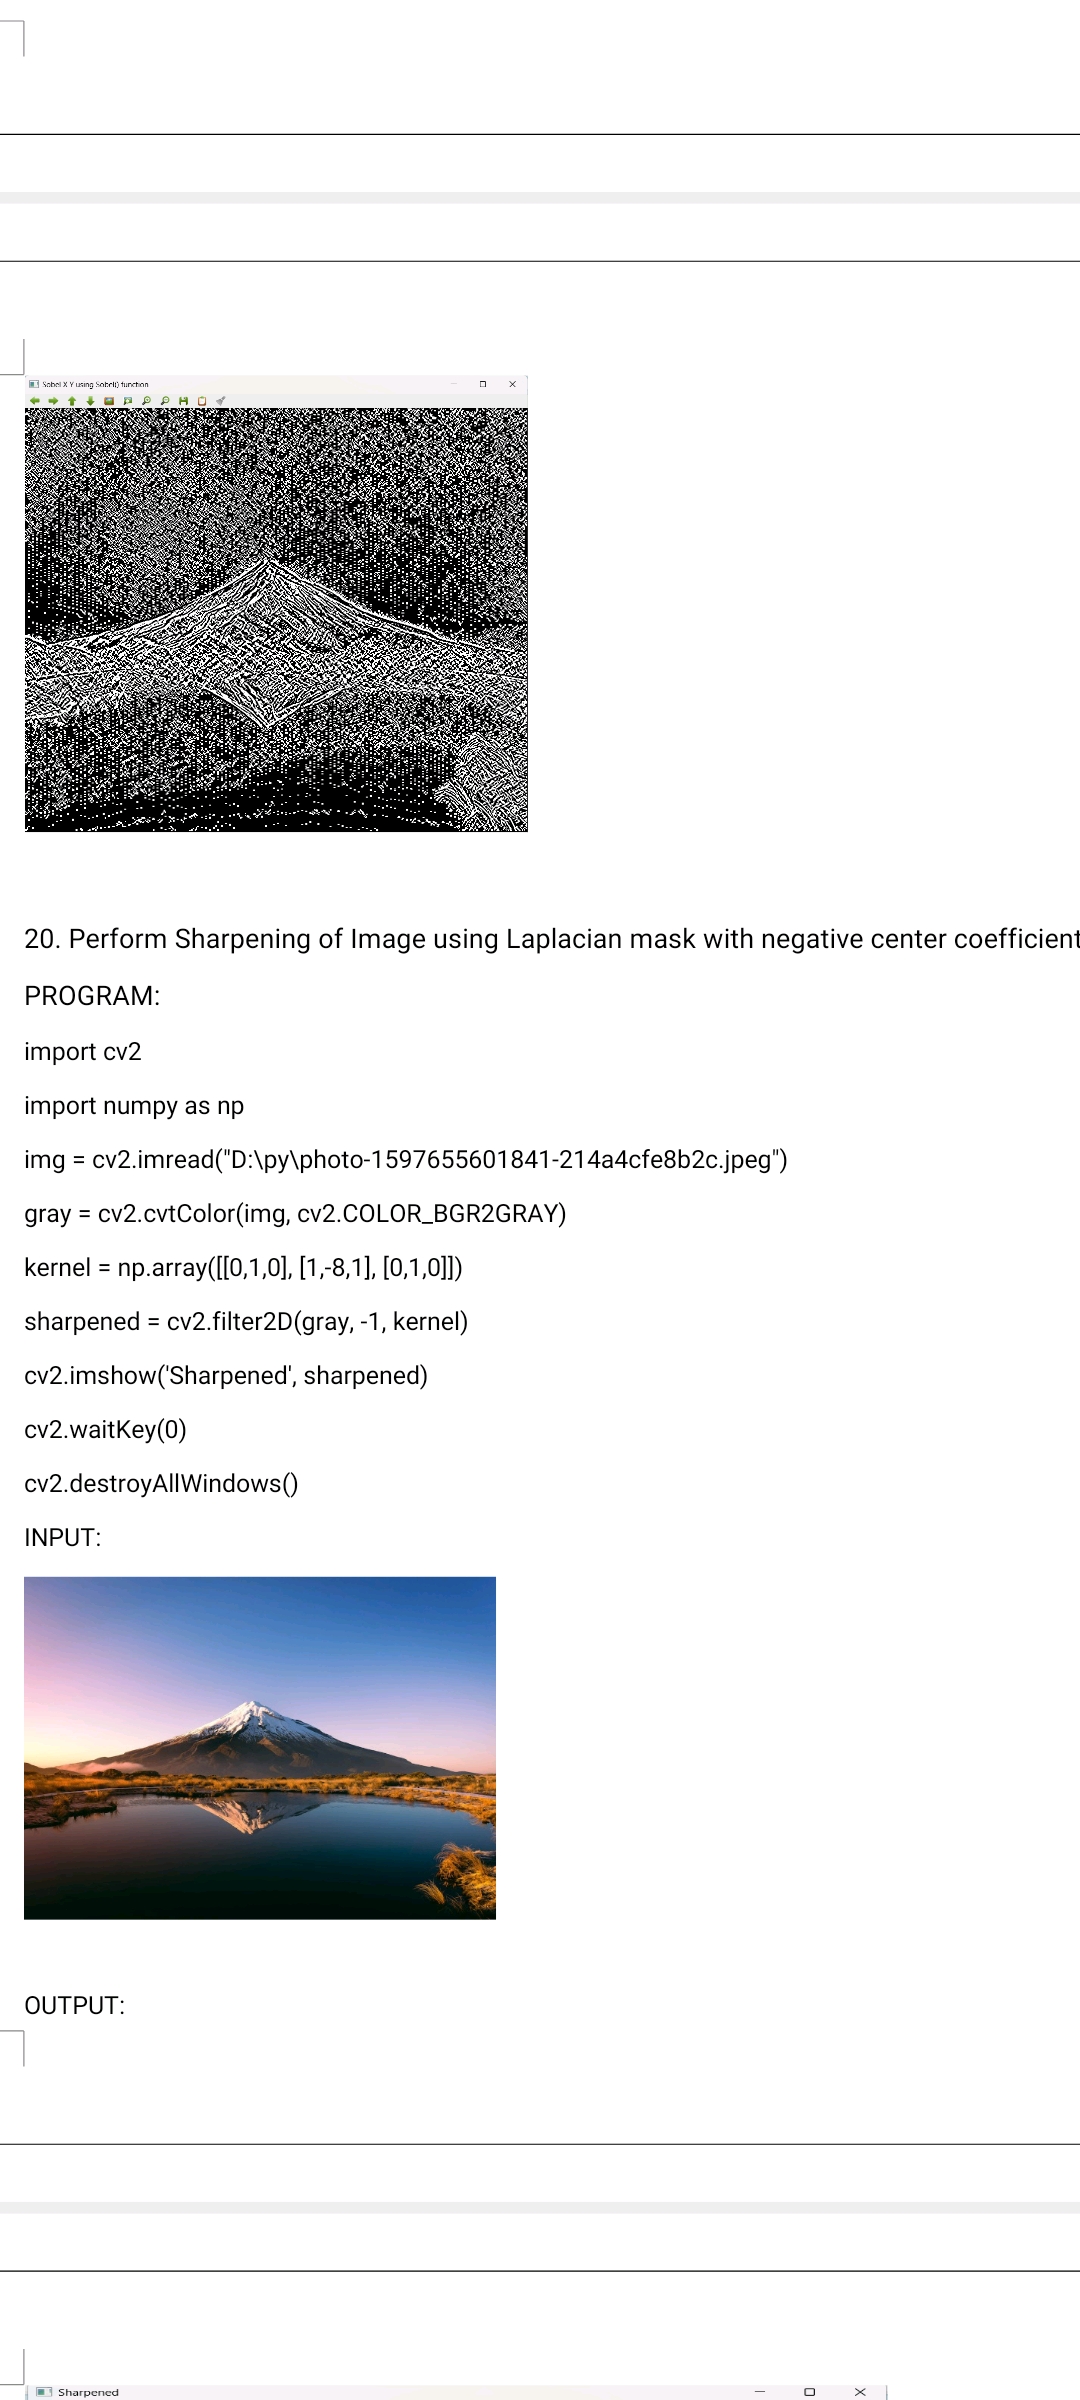 Sobel X Y using Sobel() function
20. Perform Sharpening of Image using Laplacian mask with negative center coefficient
PROGRAM:
import cv2
import numpy as np
img = cv2.imread("D:\py\photo-1597655601841-214a4cfe8b2c.jpeg")
gray = cv2.cvtColor(img, cv2.COLOR_BGR2GRAY)
kernel = np.array([[0,1,0], [1,-8,1], [0,1,0]])
sharpened = cv2.filter2D(gray, -1, kernel)
cv2.imshow('Sharpened', sharpened)
cv2.waitKey(0)
cv2.destroyAllWindows()
INPUT:
OUTPUT:
Sharpened